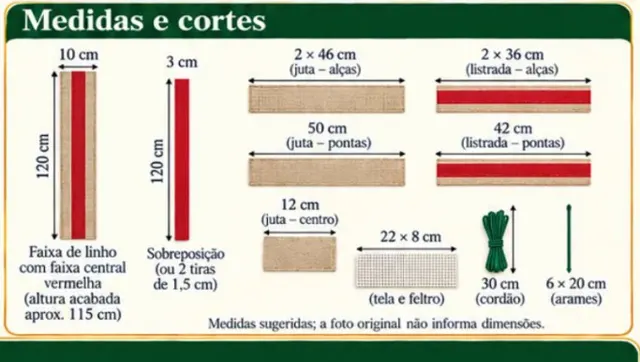 Medidas e cortes
10 cm
120 cm
Faixa de linho
com faixa central
vermelha
(altura acabada
aprox. 115 cm)
3 cm
120 cm
Sobreposição
(ou 2 tiras
de 1,5 cm)
2 × 46 cm
(juta – alças)
2 × 36 cm
(listrada – alças)
50 cm
(juta – pontas)
42 cm
(listrada – pontas)
12 cm
(juta – centro)
22 × 8 cm
(tela e feltro)
30 cm
(cordão)
6 × 20 cm
(arames)
Medidas sugeridas; a foto original não informa dimensões.